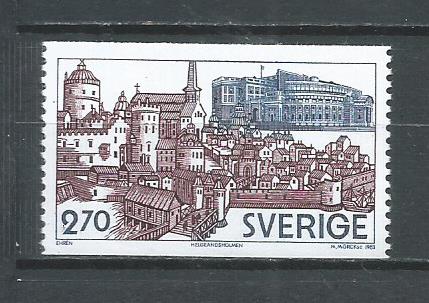 2.70 SVERIGE
EHRÉN HELGEANDSHOLMEN M. MÖRCK SC 1983